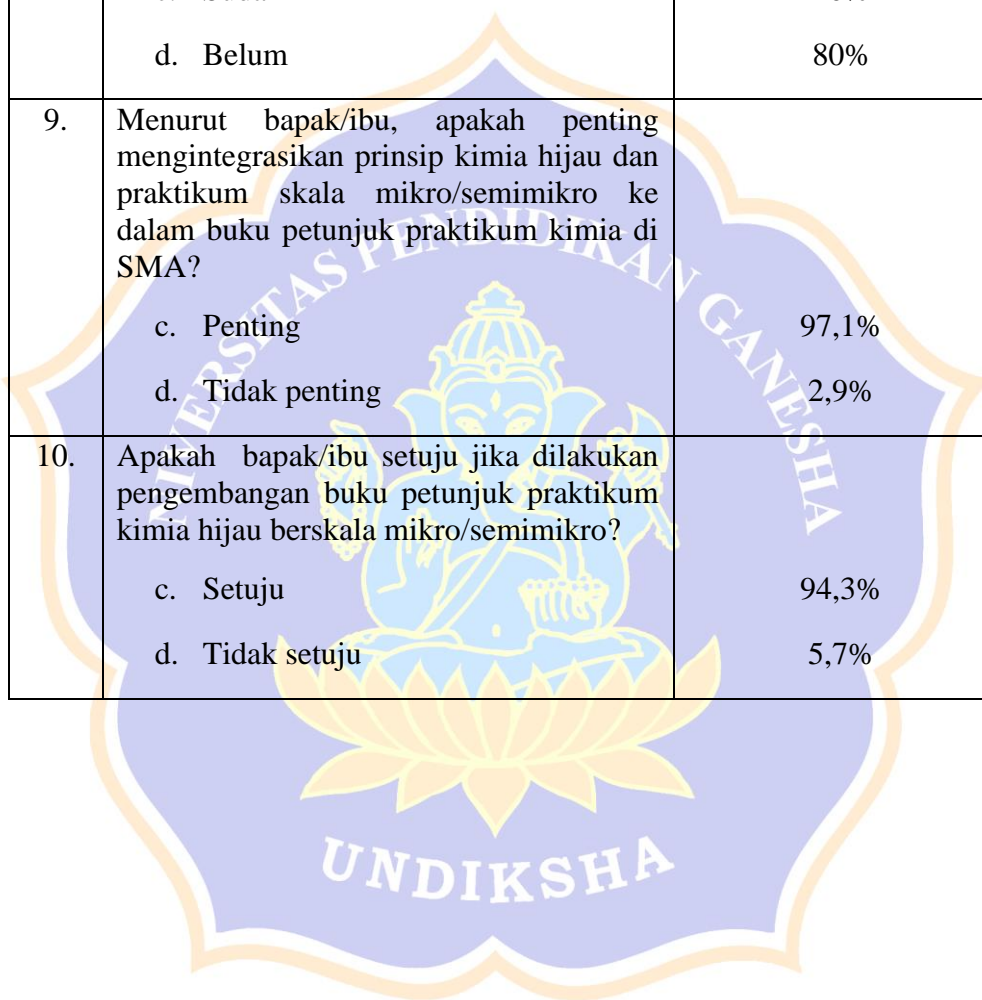 d. Belum 80%
9. Menurut bapak/ibu, apakah penting
mengintegrasikan prinsip kimia hijau dan
praktikum skala mikro/semimikro ke
dalam buku petunjuk praktikum kimia di
SMA?
c. Penting 97,1%
d. Tidak penting 2,9%
10. Apakah bapak/ibu setuju jika dilakukan
pengembangan buku petunjuk praktikum
kimia hijau berskala mikro/semimikro?
c. Setuju 94,3%
d. Tidak setuju 5,7%
NIVERSITAS PENDIDIKAN GANESHA
UNDIKSHA